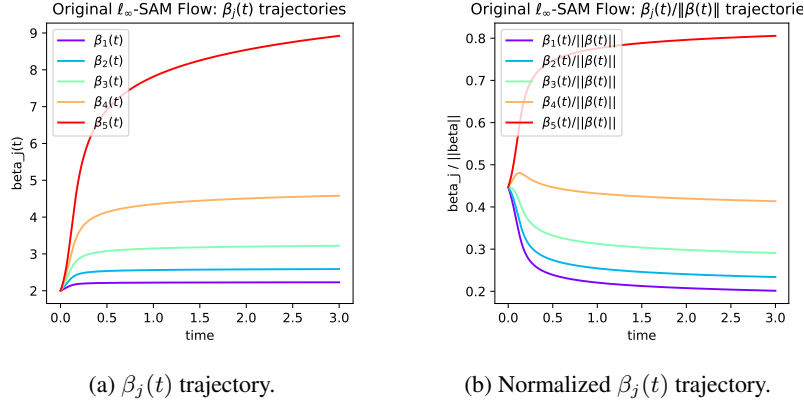 Original ℓ∞-SAM Flow: βj(t) trajectories
9
8
7
6
5
4
3
2
beta_j(t)
β1(t)
β2(t)
β3(t)
β4(t)
β5(t)
0.0 0.5 1.0 1.5 2.0 2.5 3.0
time
(a) βj(t) trajectory.
Original ℓ∞-SAM Flow: βj(t)/‖β(t)‖ trajectorie
0.8
0.7
0.6
0.5
0.4
0.3
0.2
beta_j / ||beta||
β1(t)/||β(t)||
β2(t)/||β(t)||
β3(t)/||β(t)||
β4(t)/||β(t)||
β5(t)/||β(t)||
0.0 0.5 1.0 1.5 2.0 2.5 3.0
time
(b) Normalized βj(t) trajectory.